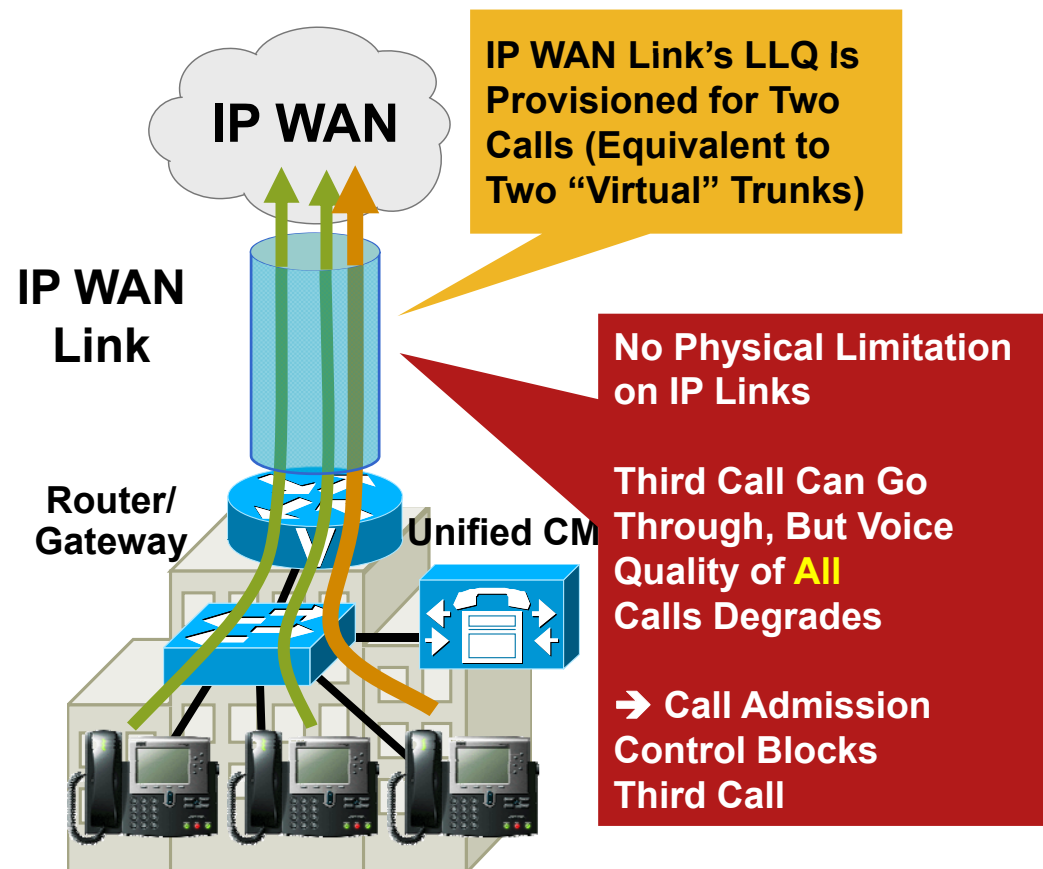 IP WAN
IP WAN Link’s LLQ Is
Provisioned for Two
Calls (Equivalent to
Two “Virtual” Trunks)
IP WAN
Link
No Physical Limitation
on IP Links
Third Call Can Go
Through, But Voice
Quality of All
Calls Degrades
➔ Call Admission
Control Blocks
Third Call
Router/
Gateway
V
Unified CM